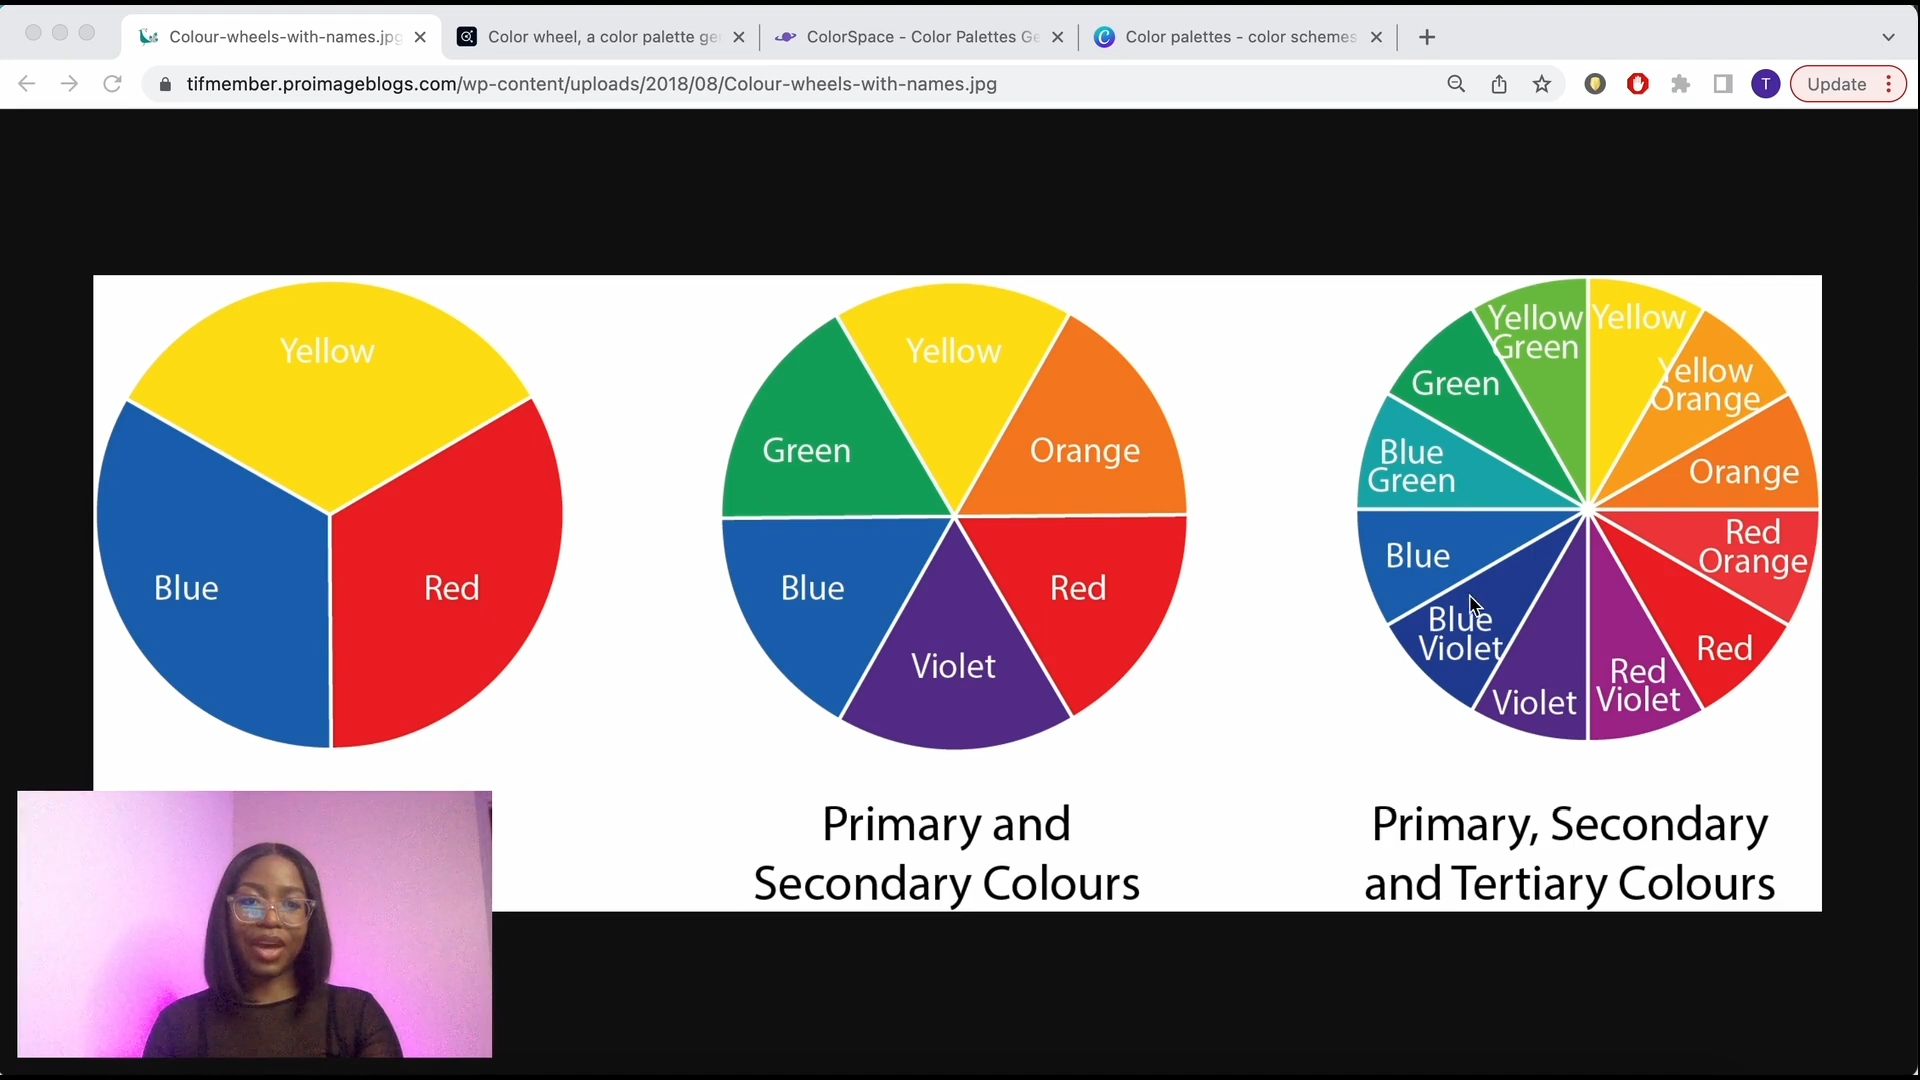 Colour-wheels-with-names.jpg
Color wheel, a color palette ge
ColorSpace - Color Palettes Ge
Color palettes - color schemes
tifmember.proimageblogs.com/wp-content/uploads/2018/08/Colour-wheels-with-names.jpg
T
Update
Yellow
Blue
Red
Yellow
Green
Orange
Blue
Red
Violet
Primary and
Secondary Colours
Yellow
Green
Yellow
Yellow
Orange
Green
Blue
Green
Orange
Red
Orange
Blue
Blue
Violet
Red
Red
Violet
Violet
Primary, Secondary
and Tertiary Colours